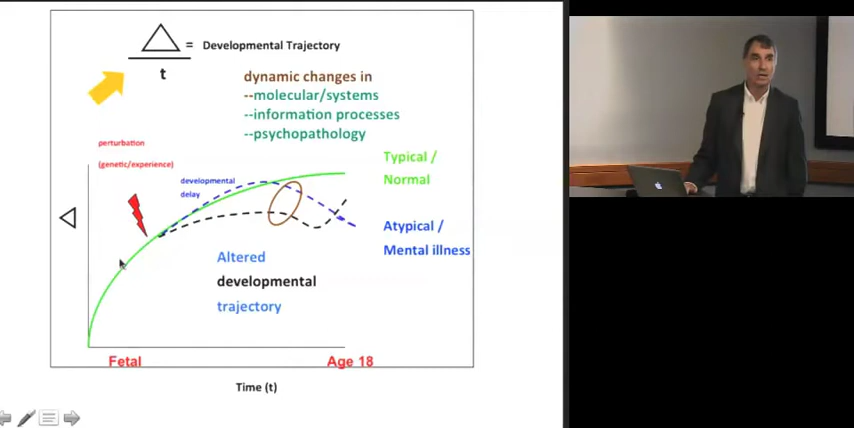 = Developmental Trajectory
t
dynamic changes in
--molecular/systems
--information processes
--psychopathology
perturbation
(genetic/experience)
developmental
delay
Typical /
Normal
Atypical /
Mental illness
Altered
developmental
trajectory
Fetal
Age 18
Time (t)